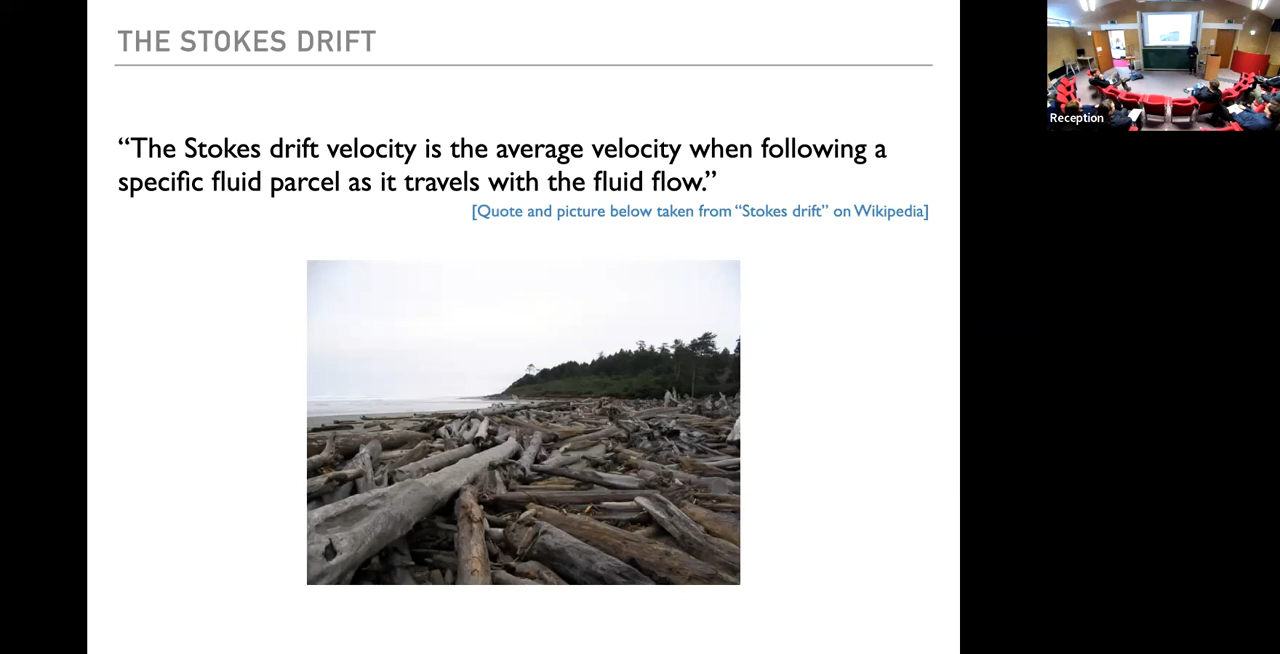 THE STOKES DRIFT
“The Stokes drift velocity is the average velocity when following a
specific fluid parcel as it travels with the fluid flow.”
[Quote and picture below taken from “Stokes drift” on Wikipedia]
Reception